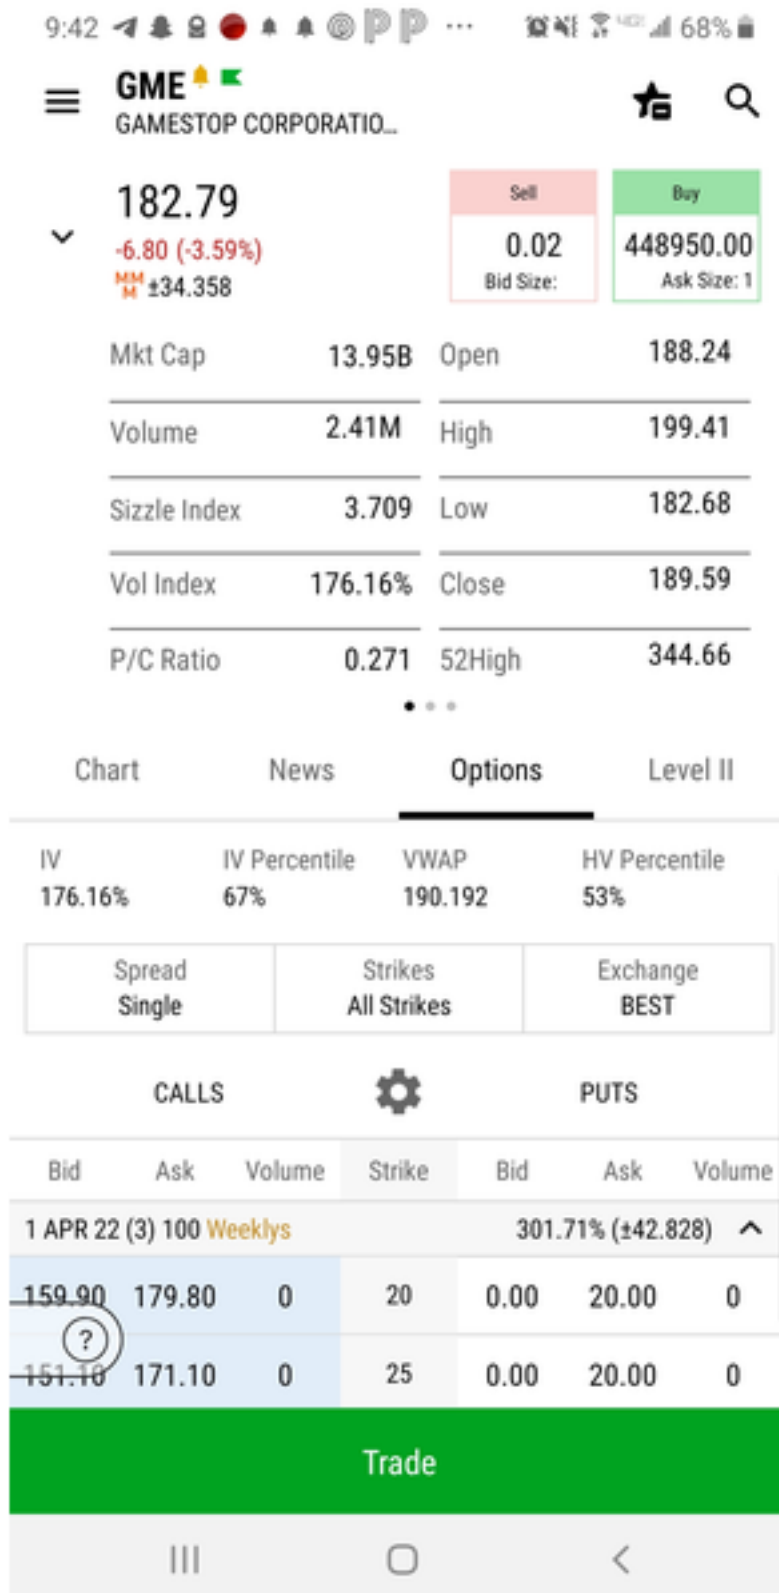 9:42 68%
GME
GAMESTOP CORPORATIO...
182.79
-6.80 (-3.59%)
MM
M ±34.358
Sell
0.02
Bid Size:
Buy
448950.00
Ask Size: 1
Mkt Cap 13.95B Open 188.24
Volume 2.41M High 199.41
Sizzle Index 3.709 Low 182.68
Vol Index 176.16% Close 189.59
P/C Ratio 0.271 52High 344.66
Chart News Options Level II
IV IV Percentile VWAP HV Percentile
176.16% 67% 190.192 53%
Spread Strikes Exchange
Single All Strikes BEST
CALLS PUTS
Bid Ask Volume Strike Bid Ask Volume
1 APR 22 (3) 100 Weeklys 301.71% (±42.828)
159.90 179.80 0 20 0.00 20.00 0
?
151.10 171.10 0 25 0.00 20.00 0
Trade